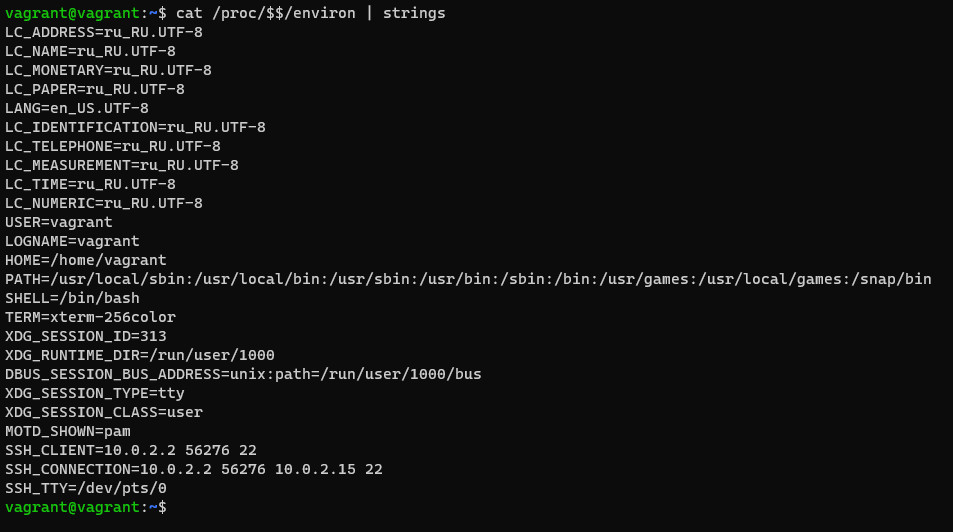 vagrant@vagrant:~$ cat /proc/$$/environ | strings
LC_ADDRESS=ru_RU.UTF-8
LC_NAME=ru_RU.UTF-8
LC_MONETARY=ru_RU.UTF-8
LC_PAPER=ru_RU.UTF-8
LANG=en_US.UTF-8
LC_IDENTIFICATION=ru_RU.UTF-8
LC_TELEPHONE=ru_RU.UTF-8
LC_MEASUREMENT=ru_RU.UTF-8
LC_TIME=ru_RU.UTF-8
LC_NUMERIC=ru_RU.UTF-8
USER=vagrant
LOGNAME=vagrant
HOME=/home/vagrant
PATH=/usr/local/sbin:/usr/local/bin:/usr/sbin:/usr/bin:/sbin:/bin:/usr/games:/usr/local/games:/snap/bin
SHELL=/bin/bash
TERM=xterm-256color
XDG_SESSION_ID=313
XDG_RUNTIME_DIR=/run/user/1000
DBUS_SESSION_BUS_ADDRESS=unix:path=/run/user/1000/bus
XDG_SESSION_TYPE=tty
XDG_SESSION_CLASS=user
MOTD_SHOWN=pam
SSH_CLIENT=10.0.2.2 56276 22
SSH_CONNECTION=10.0.2.2 56276 10.0.2.15 22
SSH_TTY=/dev/pts/0
vagrant@vagrant:~$